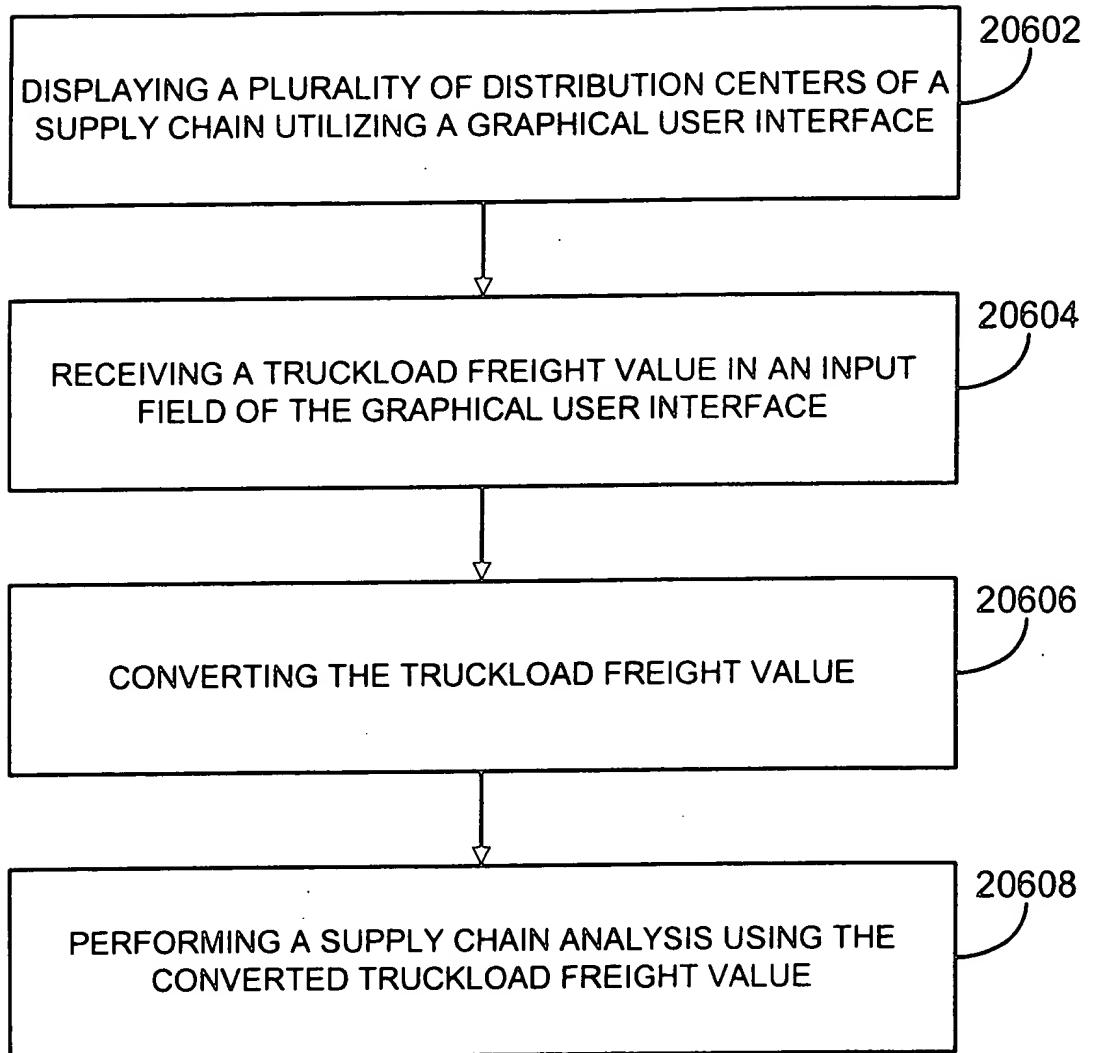 20602
DISPLAYING A PLURALITY OF DISTRIBUTION CENTERS OF A
SUPPLY CHAIN UTILIZING A GRAPHICAL USER INTERFACE
20604
RECEIVING A TRUCKLOAD FREIGHT VALUE IN AN INPUT
FIELD OF THE GRAPHICAL USER INTERFACE
20606
CONVERTING THE TRUCKLOAD FREIGHT VALUE
20608
PERFORMING A SUPPLY CHAIN ANALYSIS USING THE
CONVERTED TRUCKLOAD FREIGHT VALUE